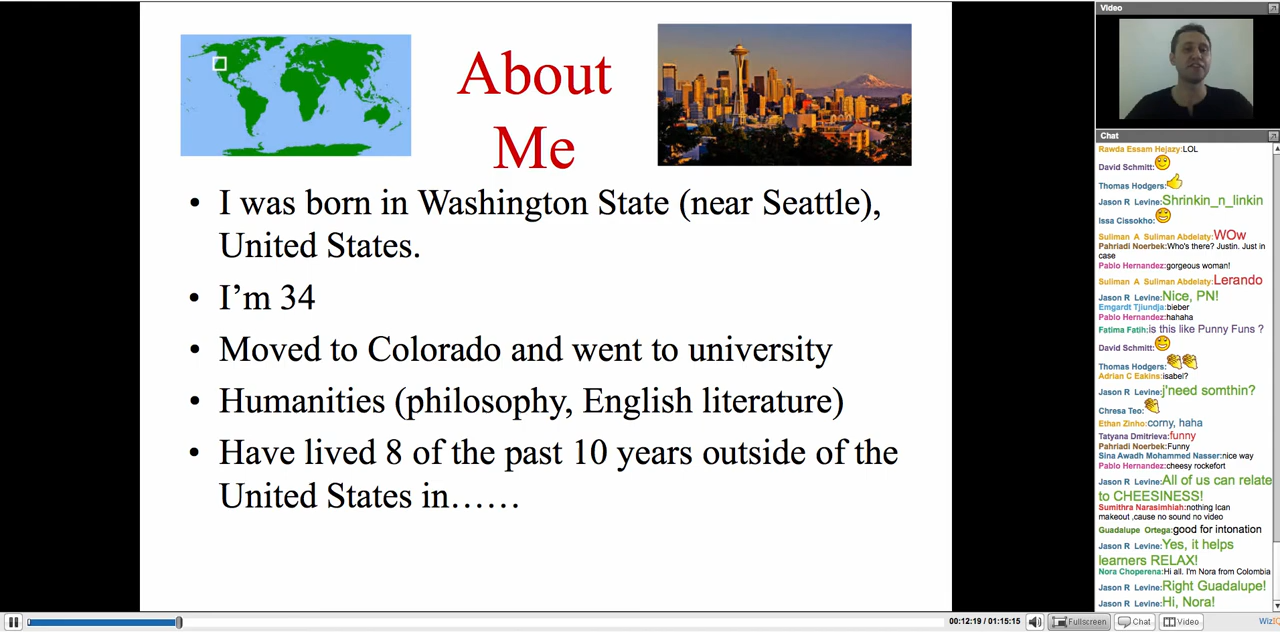 About
Me
• I was born in Washington State (near Seattle),
United States.
• I’m 34
• Moved to Colorado and went to university
• Humanities (philosophy, English literature)
• Have lived 8 of the past 10 years outside of the
United States in……
Video
Chat
Rawda Essam Hejazy:LOL
David Schmitt:
Thomas Hodgers:
Jason R Levine:Shrinkin_n_linkin
Issa Cissokho:
Suliman A Suliman Abdelaty:WOw
Pahriadi Noerbek:Who's there? Justin. Just in
case
Pablo Hernandez:gorgeous woman!
Suliman A Suliman Abdelaty:Lerando
Jason R Levine:Nice, PN!
Emgardt Tjiundja:bieber
Pablo Hernandez:hahaha
Fatima Fatih:is this like Punny Funs ?
David Schmitt:
Thomas Hodgers:
Adrian C Eakins:isabel?
Jason R Levine:j'need somthin?
Chresa Teo:
Ethan Zinho:corny, haha
Tatyana Dmitrieva:funny
Pahriadi Noerbek:Funny
Sina Awadh Mohammed Nasser:nice way
Pablo Hernandez:cheesy rockefort
Jason R Levine:All of us can relate
to CHEESINESS!
Sumithra Narasimhiah:nothing Ican
makeout ,cause no sound no video
Guadalupe Ortega:good for intonation
Jason R Levine:Yes, it helps
learners RELAX!
Nora Choperena:Hi all. I'm Nora from Colombia
Jason R Levine:Right Guadalupe!
Jason R Levine:Hi, Nora!
00:12:19 / 01:15:15
Fullscreen
Chat
Video